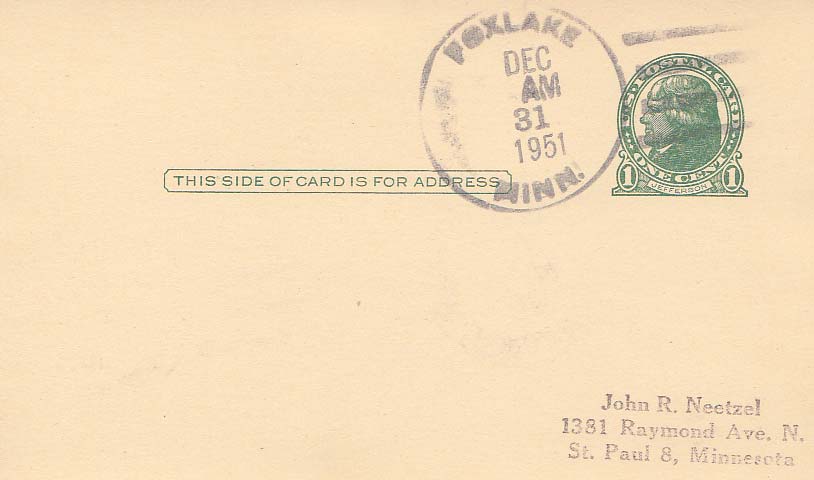 FOXLAKE
DEC
AM
31
1951
MINN.
U.S. POSTAL CARD
ONE CENT
1 JEFFERSON 1
THIS SIDE OF CARD IS FOR ADDRESS
John R. Neetzel
1381 Raymond Ave. N.
St. Paul 8, Minnesota